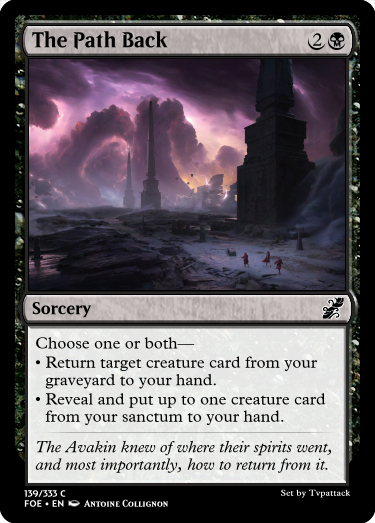 The Path Back 2
Sorcery
Choose one or both—
• Return target creature card from your
graveyard to your hand.
• Reveal and put up to one creature card
from your sanctum to your hand.
The Avakin knew of where their spirits went,
and most importantly, how to return from it.
139/333 C
FOE • EN Antoine Collignon
Set by Tvpattack